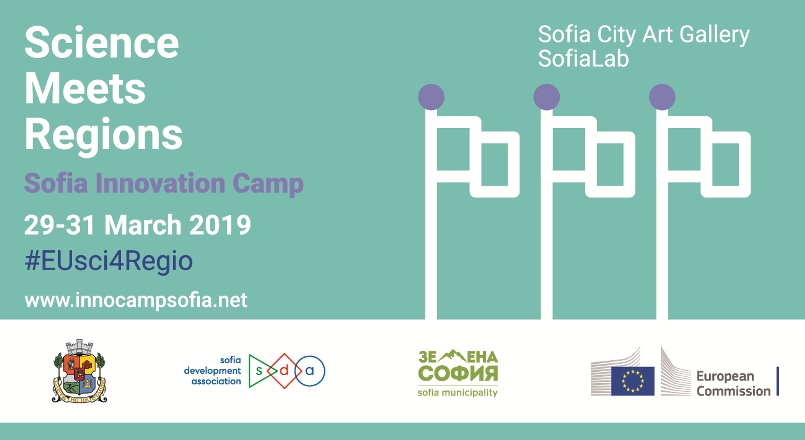 Science
Meets
Regions
Sofia Innovation Camp
29-31 March 2019
#EUsci4Regio
www.innocampsofia.net
Sofia City Art Gallery
SofiaLab
sofia
development
association
s d a
ЗЕЛЕНА
СОФИЯ
sofia municipality
European
Commission